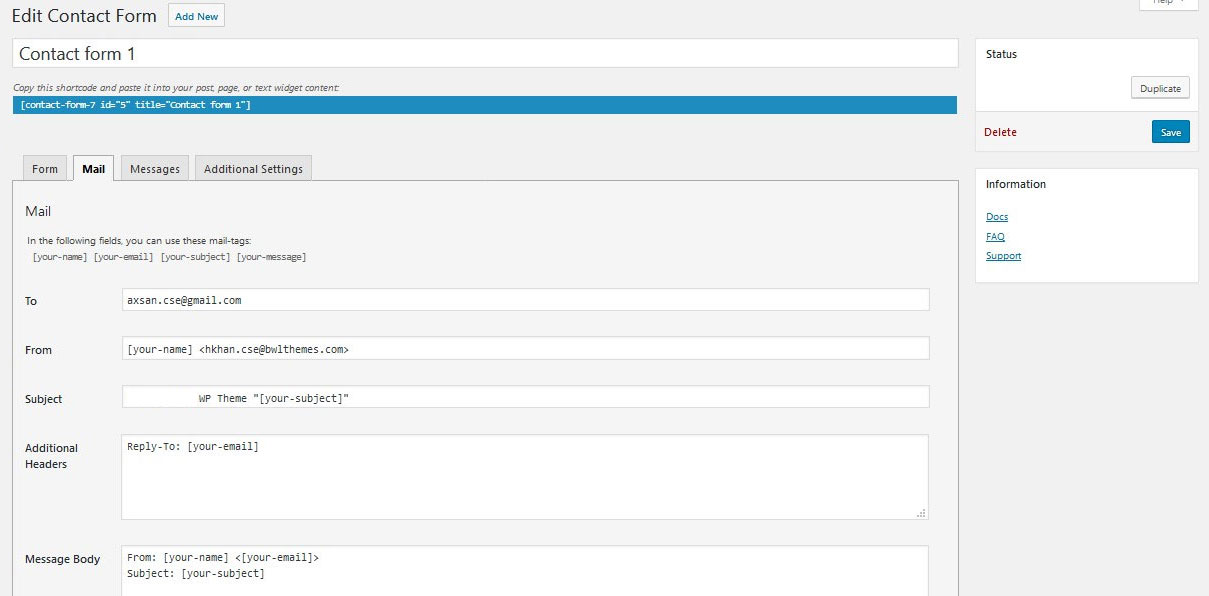 Edit Contact Form Add New
Help
Contact form 1
Copy this shortcode and paste it into your post, page, or text widget content:
[contact-form-7 id="5" title="Contact form 1"]
Status
Duplicate
Delete Save
Form Mail Messages Additional Settings
Information
Docs
FAQ
Support
Mail
In the following fields, you can use these mail-tags:
[your-name] [your-email] [your-subject] [your-message]
To axsan.cse@gmail.com
From [your-name] <hkhan.cse@bwlthemes.com>
Subject WP Theme "[your-subject]"
Additional Reply-To: [your-email]
Headers
Message Body From: [your-name] <[your-email]>
Subject: [your-subject]